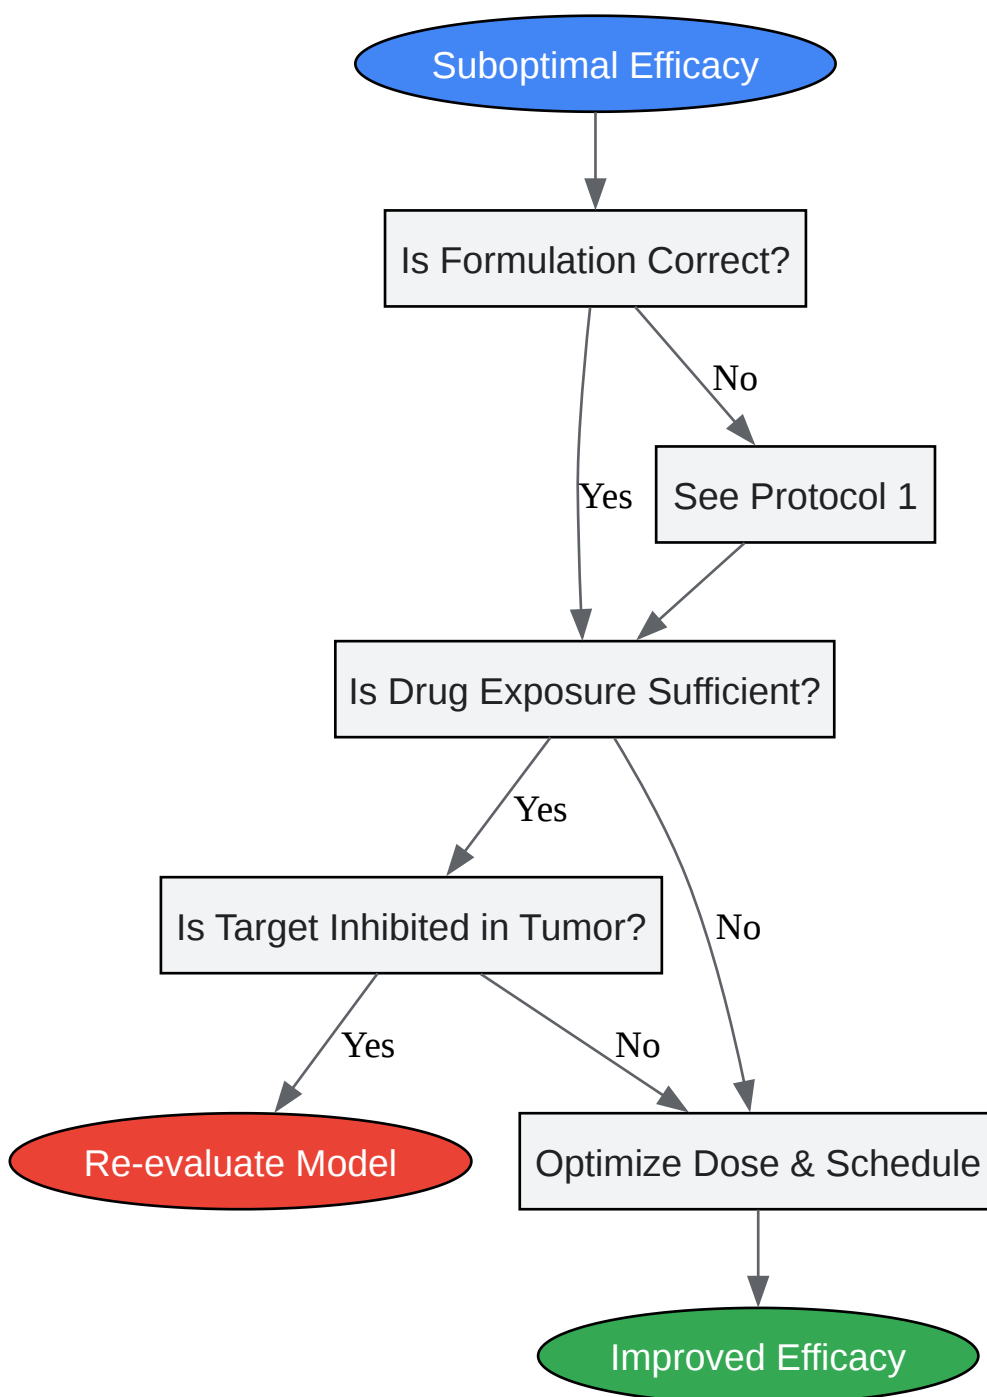 Suboptimal Efficacy
Is Formulation Correct?
No
Yes
See Protocol 1
Is Drug Exposure Sufficient?
Yes
Is Target Inhibited in Tumor?
No
Yes
No
Re-evaluate Model
Optimize Dose & Schedule
Improved Efficacy